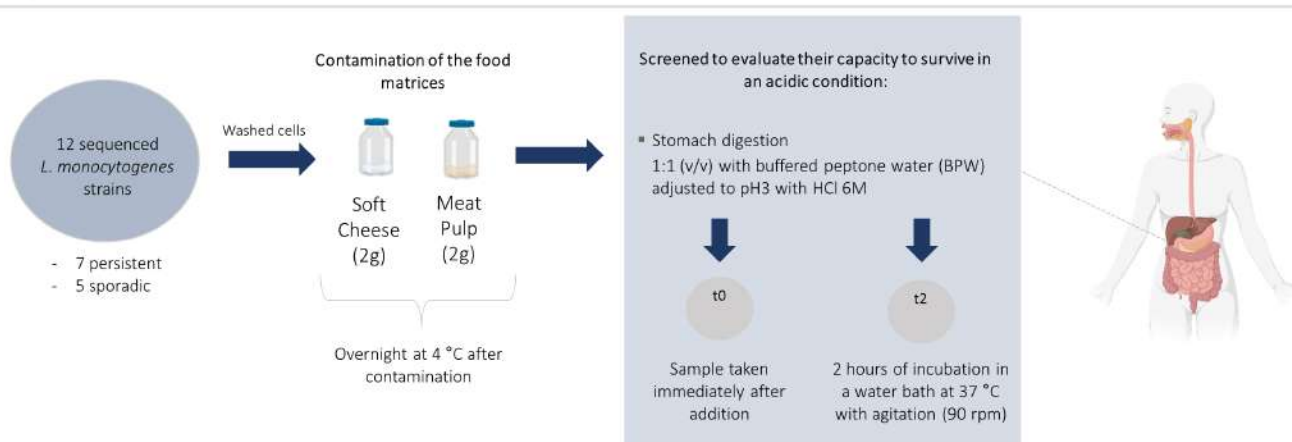 12 sequenced
L. monocytogenes
strains
- 7 persistent
- 5 sporadic
Washed cells
Contamination of the food
matrices
Soft
Cheese
(2g)
Meat
Pulp
(2g)
Overnight at 4 °C after
contamination
Screened to evaluate their capacity to survive in
an acidic condition:
▪ Stomach digestion
1:1 (v/v) with buffered peptone water (BPW)
adjusted to pH3 with HCl 6M
t0
Sample taken
immediately after
addition
t2
2 hours of incubation in
a water bath at 37 °C
with agitation (90 rpm)